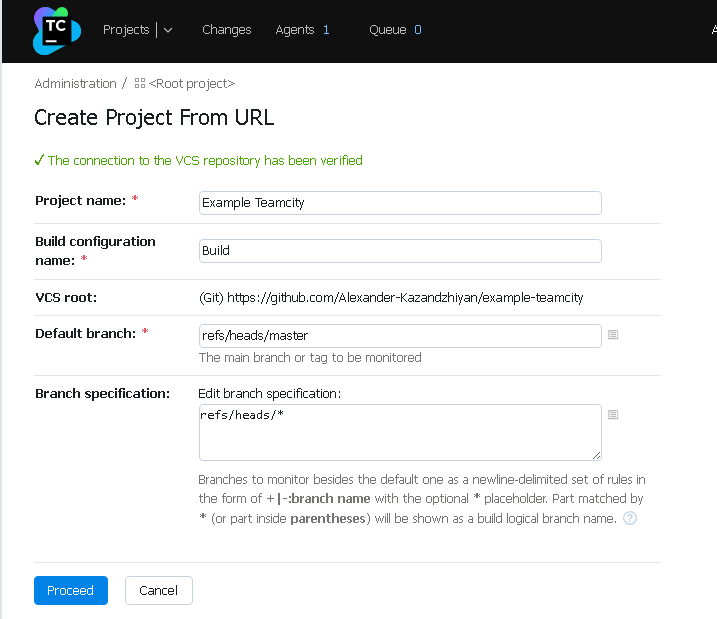 TC
Projects Changes Agents 1 Queue 0
Administration / <Root project>
Create Project From URL
✓ The connection to the VCS repository has been verified
Project name: * Example Teamcity
Build configuration
name: * Build
VCS root: (Git) https://github.com/Alexander-Kazandzhiyan/example-teamcity
Default branch: * refs/heads/master
The main branch or tag to be monitored
Branch specification: Edit branch specification:
refs/heads/*
Branches to monitor besides the default one as a newline-delimited set of rules in
the form of +|-:branch name with the optional * placeholder. Part matched by
* (or part inside parentheses) will be shown as a build logical branch name. ?
Proceed Cancel